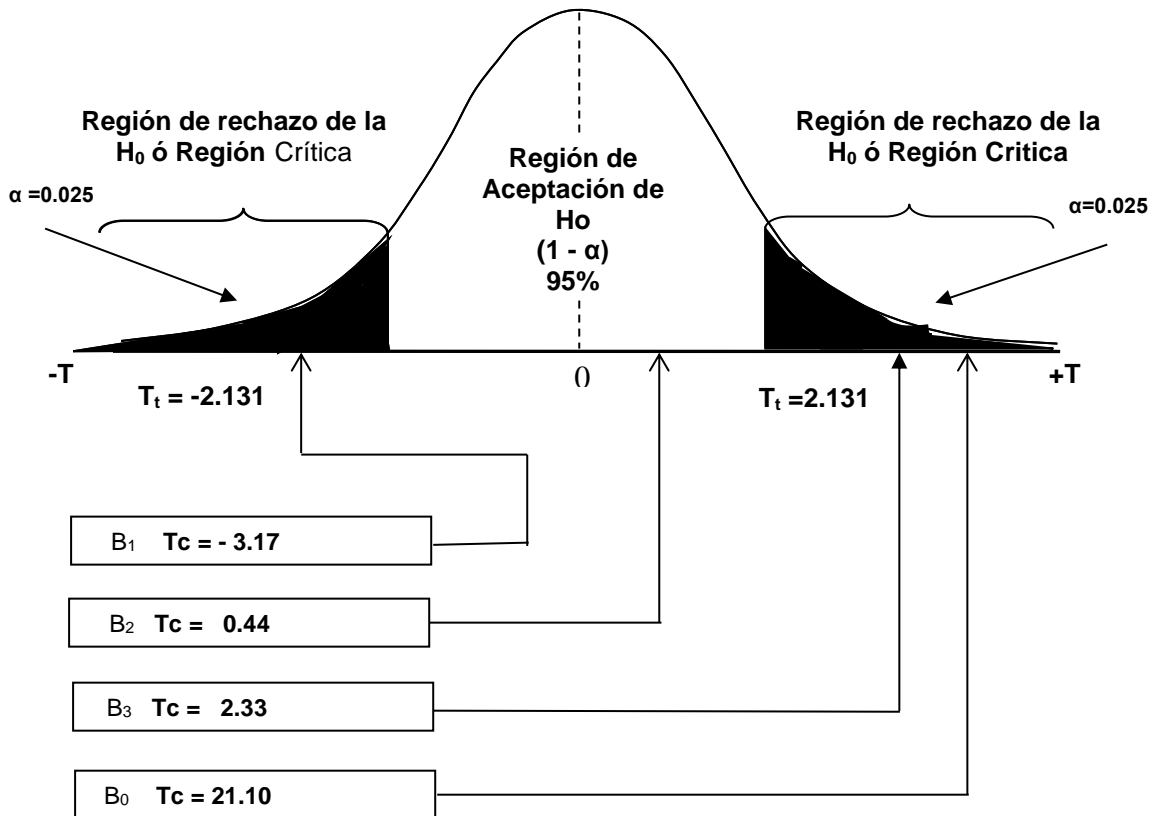 Región de rechazo de la
H₀ ó Región Crítica
α =0.025
Región de
Aceptación de
Ho
(1 - α)
95%
Región de rechazo de la
H₀ ó Región Critica
α=0.025
-T
0
+T
Tₜ = -2.131
Tₜ =2.131
B₁ Tc = - 3.17
B₂ Tc = 0.44
B₃ Tc = 2.33
B₀ Tc = 21.10